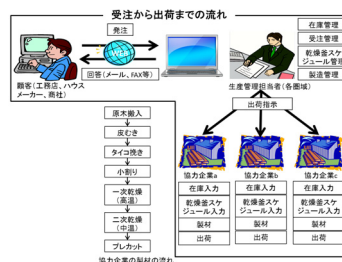 受注から出荷までの流れ
発注
WEB
回答(メール、FAX等)
顧客(工務店、ハウス
メーカー、商社)
生産管理担当者(各圏域)
在庫管理
受注管理
乾燥釜スケ
ジュール管理
製造管理
出荷指示
原木搬入
皮むき
タイコ挽き
小割り
一次乾燥
(高温)
二次乾燥
(中温)
プレカット
協力企業の製材の流れ
協力企業a
在庫入力
乾燥釜スケ
ジュール入力
製材
出荷
協力企業b
在庫入力
乾燥釜スケ
ジュール入力
製材
出荷
協力企業c
在庫入力
乾燥釜スケ
ジュール入力
製材
出荷